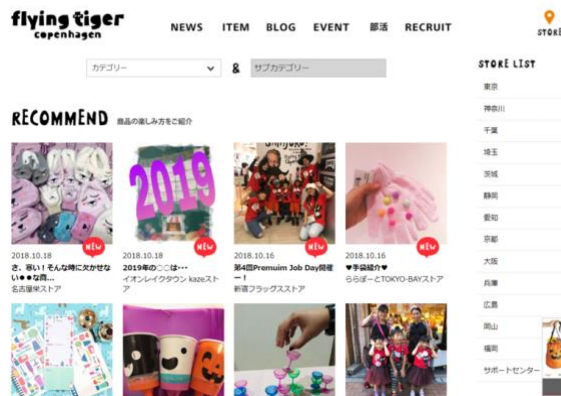 flying tiger
copenhagen
NEWS
ITEM
BLOG
EVENT
部活
RECRUIT
STORE
カテゴリー
&
サブカテゴリー
RECOMMEND
商品の楽しみ方をご紹介
2019
NEW
NEW
NEW
NEW
2018.10.18
さ、寒い!そんな時に欠かせな
い●●な商...
名古屋栄ストア
2018.10.18
2019年の○○は・・・
イオンレイクタウン kazeスト
ア
2018.10.16
第4回Premuim Job Day開催
ー!
新宿フラッグスストア
2018.10.16
♥手袋紹介♥
ららぽーとTOKYO-BAYストア
STORE LIST
東京
神奈川
千葉
埼玉
茨城
静岡
愛知
京都
大阪
兵庫
広島
岡山
福岡
サポートセンター